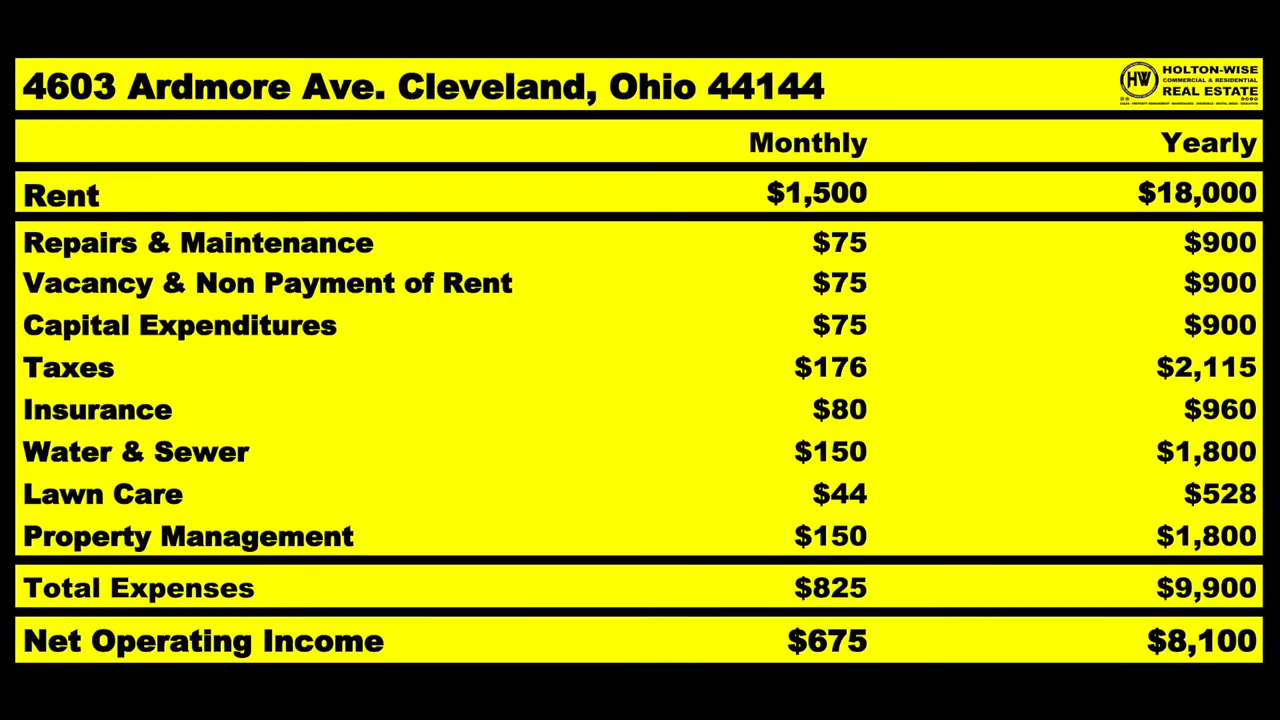 4603 Ardmore Ave. Cleveland, Ohio 44144
HOLTON-WISE
COMMERCIAL & RESIDENTIAL
REAL ESTATE
HW
Monthly Yearly
Rent $1,500 $18,000
Repairs & Maintenance $75 $900
Vacancy & Non Payment of Rent $75 $900
Capital Expenditures $75 $900
Taxes $176 $2,115
Insurance $80 $960
Water & Sewer $150 $1,800
Lawn Care $44 $528
Property Management $150 $1,800
Total Expenses $825 $9,900
Net Operating Income $675 $8,100